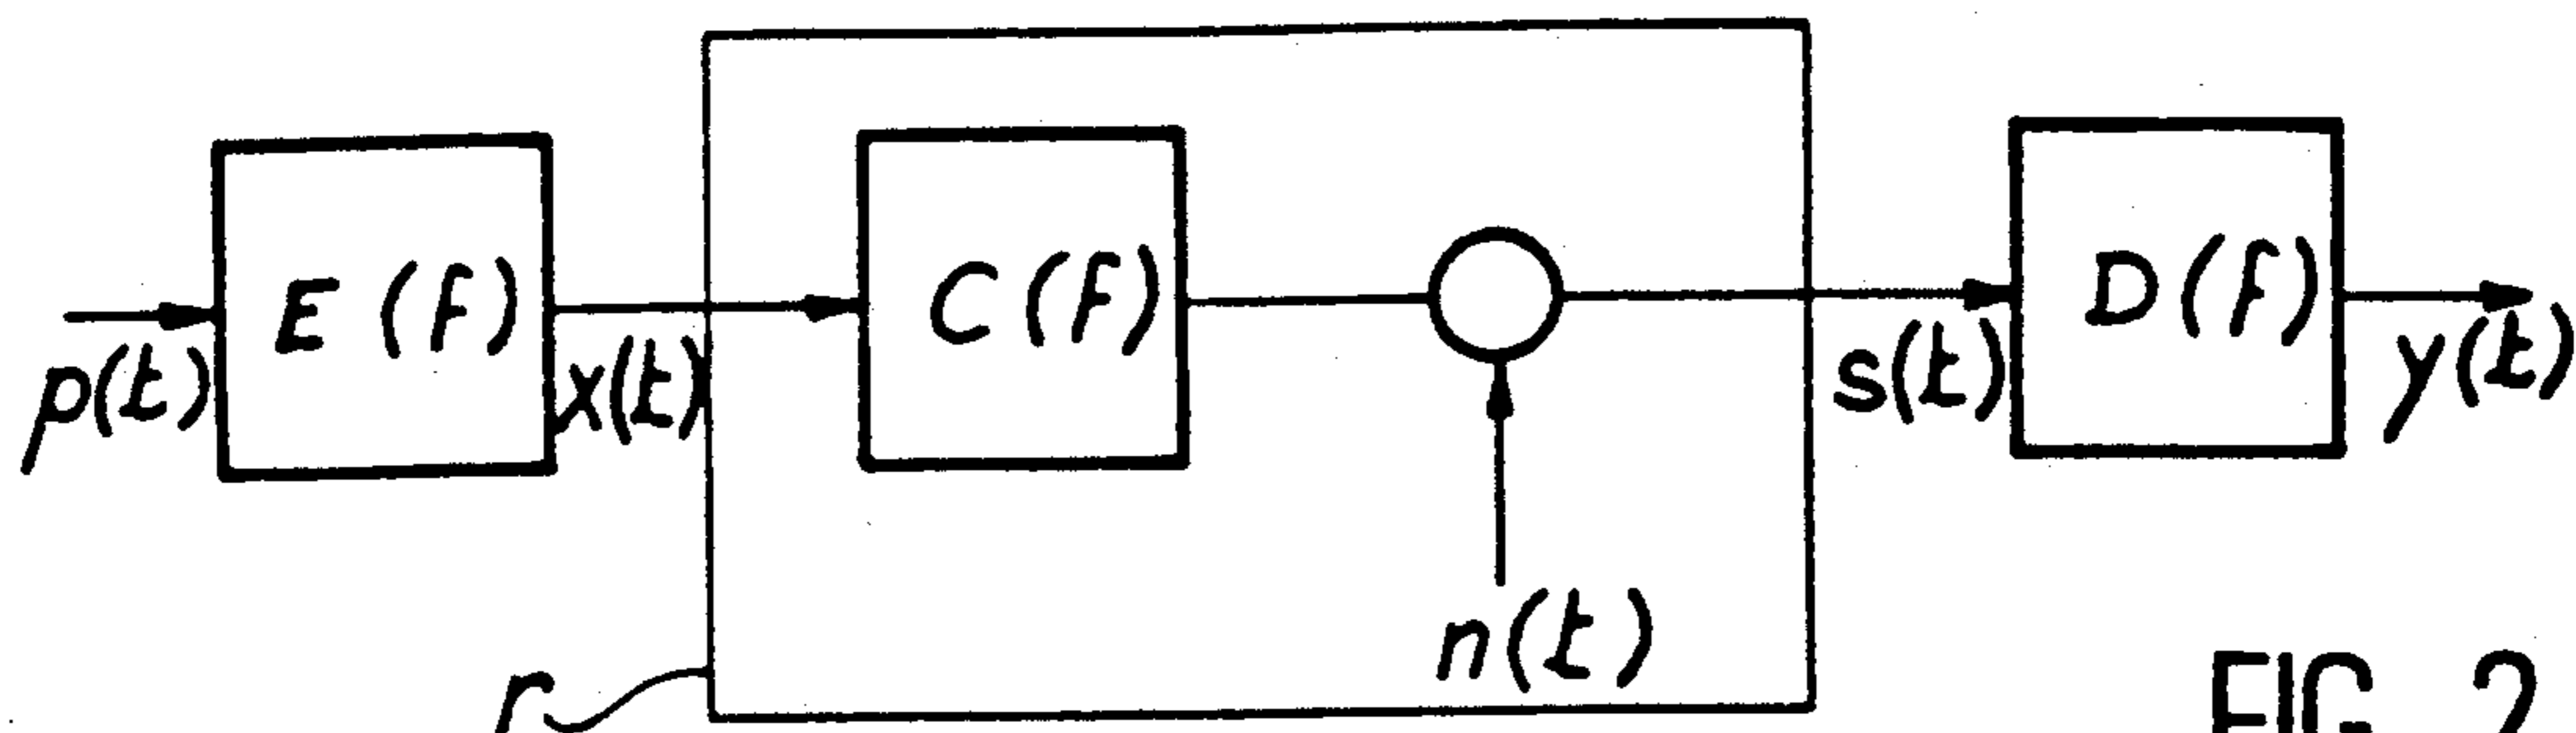 E (f)
C (f)
D (f)
p(t)
x(t)
s(t)
y(t)
n(t)
r
FIG. 2